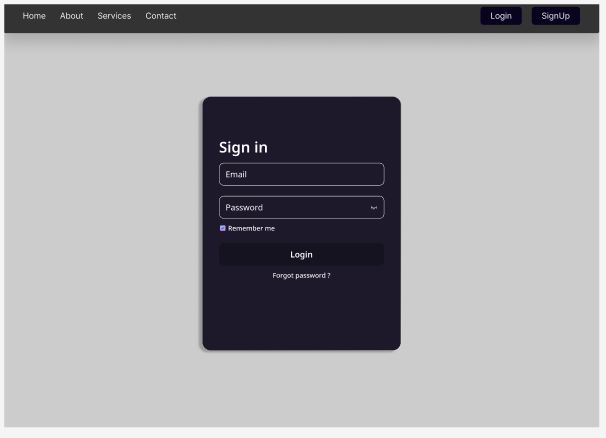 Home About Services Contact Login SignUp
Sign in
Email
Password
Remember me
Login
Forgot password ?